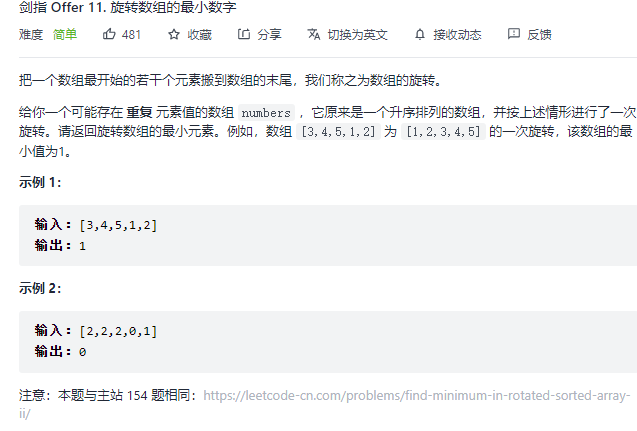 剑指 Offer 11. 旋转数组的最小数字
难度 简单 481 收藏 分享 切换为英文 接收动态 反馈
把一个数组最开始的若干个元素搬到数组的末尾，我们称之为数组的旋转。
给你一个可能存在 重复 元素值的数组 numbers ，它原来是一个升序排列的数组，并按上述情形进行了一次
旋转。请返回旋转数组的最小元素。例如，数组 [3,4,5,1,2] 为 [1,2,3,4,5] 的一次旋转，该数组的最
小值为1。
示例 1：
输入：[3,4,5,1,2]
输出：1
示例 2：
输入：[2,2,2,0,1]
输出：0
注意：本题与主站 154 题相同：https://leetcode-cn.com/problems/find-minimum-in-rotated-sorted-array-
ii/